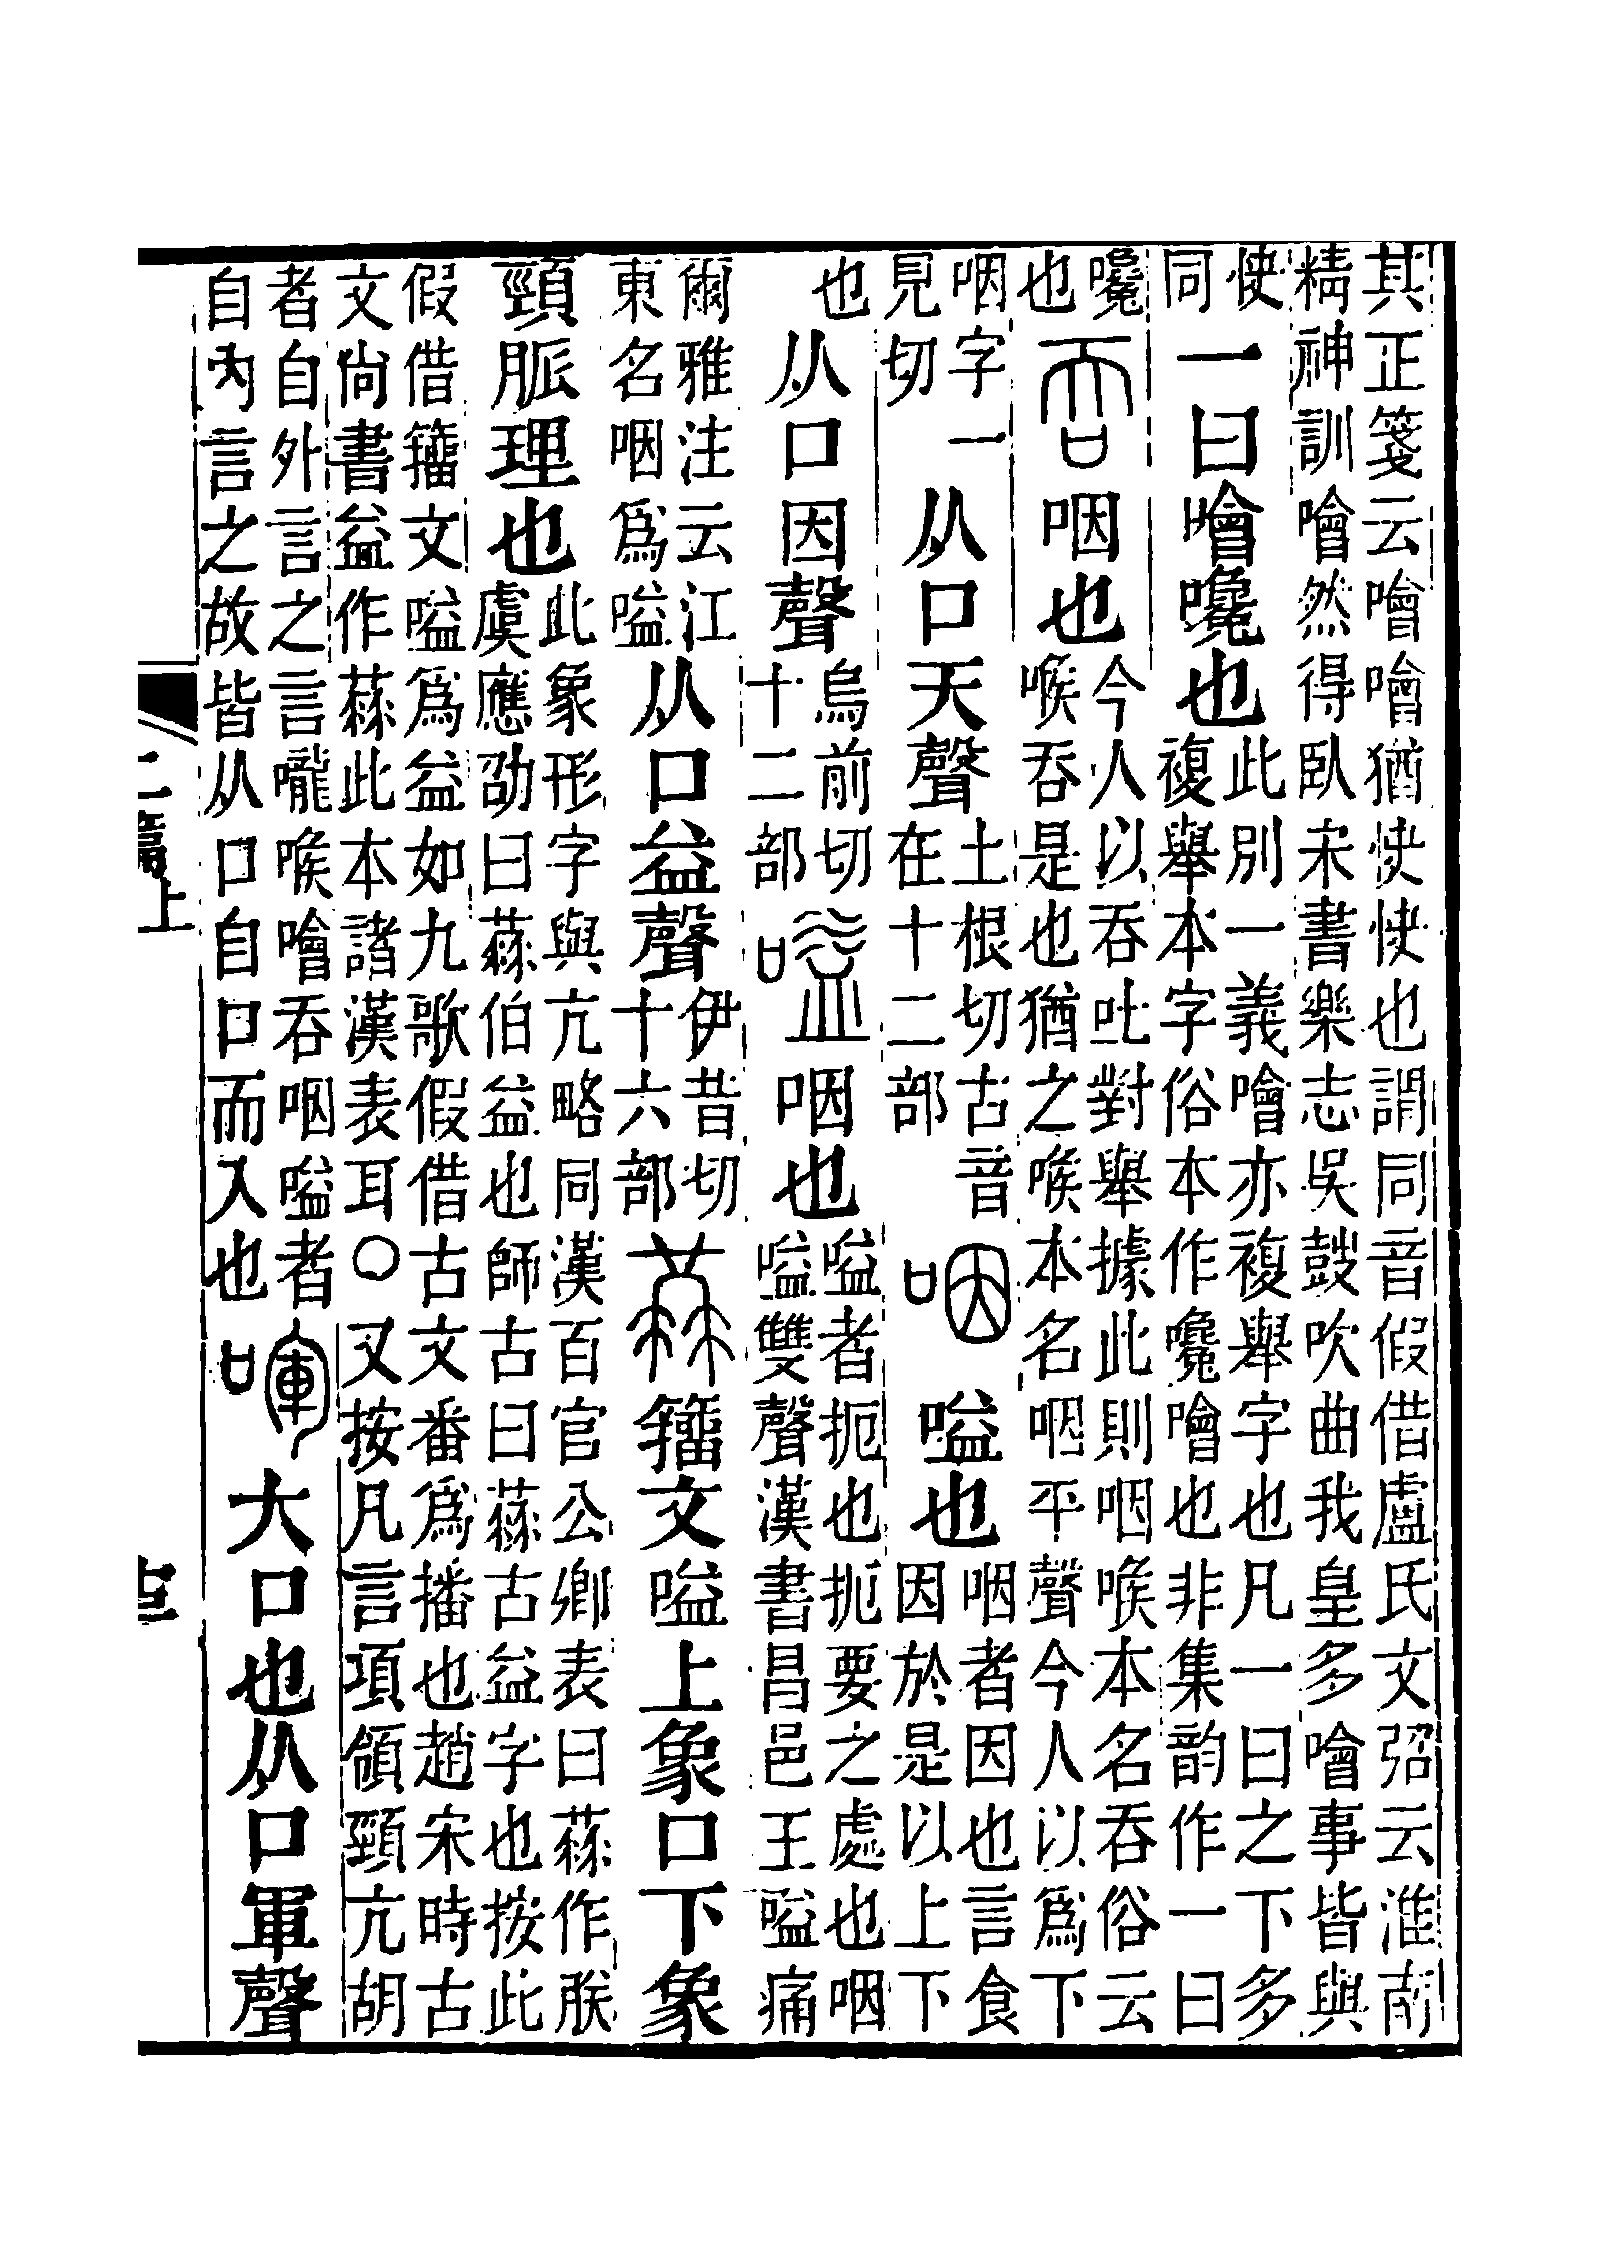 其正箋云噲噲猶快快也謂同音假借盧氏文弨云淮南
精神訓噲然得臥宋書樂志吳鼓吹曲我皇多噲事皆與
快
同
一曰噲嚵也
此別一義噲亦複舉字也凡一曰之下多
複舉本字俗本作嚵噲也非集韵作一曰
嚵
也
吞咽也
今人以吞吐對舉據此則咽喉本名吞俗云
喉吞是也猶之喉本名咽平聲今人以爲下
咽字一
見切
从口天聲
土根切古音
在十二部
咽嗌也
咽者因也言食
因於是以上下
也
从口因聲
烏前切
十二部
嗌咽也
嗌者扼也扼要之處也咽
嗌雙聲漢書昌邑王嗌痛
爾雅注云江
東名咽爲嗌
从口益聲
伊昔切
十六部
籒文嗌上象口下象
頸脈理也
此象形字與亢略同漢百官公卿表曰作朕
虞應劭曰伯益也師古曰古益字也按此
假借籒文嗌爲益如九歌假借古文番爲播也趙宋時古
文尚書益作此本諸漢表耳○又按凡言項領頸亢胡
者自外言之言嚨喉噲吞咽嗌者
自內言之故皆从口自口而入也
喗大口也从口軍聲
二篇上